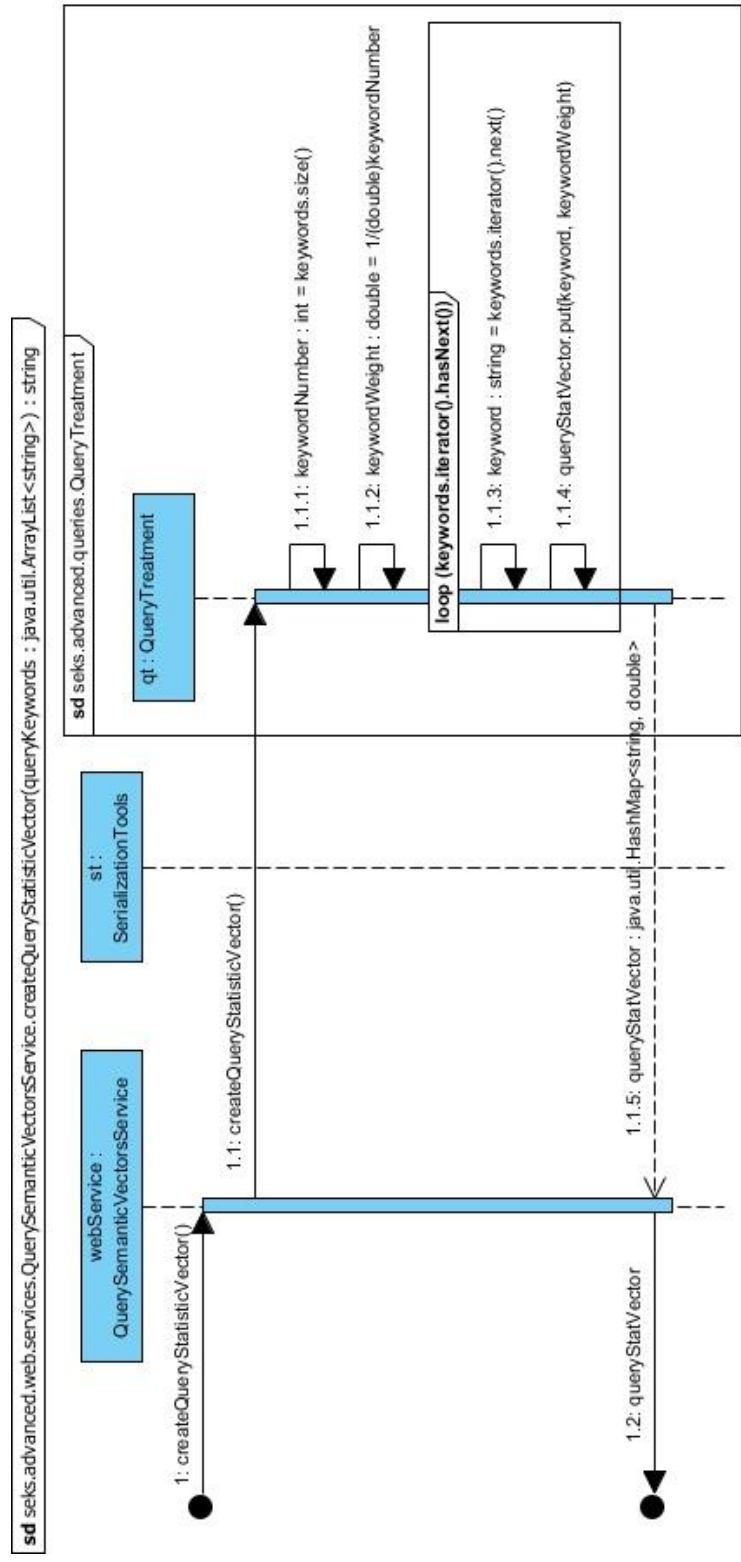 sd seks.advanced.web.services.QuerySemanticVectorsService.createQueryStatisticVector(queryKeywords : java.util.ArrayList<string>) : string
sd seks.advanced.queries.QueryTreatment
webService :
QuerySemanticVectorsService
st :
SerializationTools
qt : QueryTreatment
1: createQueryStatisticVector()
1.1: createQueryStatisticVector()
1.1.1: keywordNumber : int = keywords.size()
1.1.2: keywordWeight : double = 1/(double)keywordNumber
loop (keywords.iterator().hasNext())
1.1.3: keyword : string = keywords.iterator().next()
1.1.4: queryStatVector.put(keyword, keywordWeight)
1.1.5: queryStatVector : java.util.HashMap<string, double>
1.2: queryStatVector